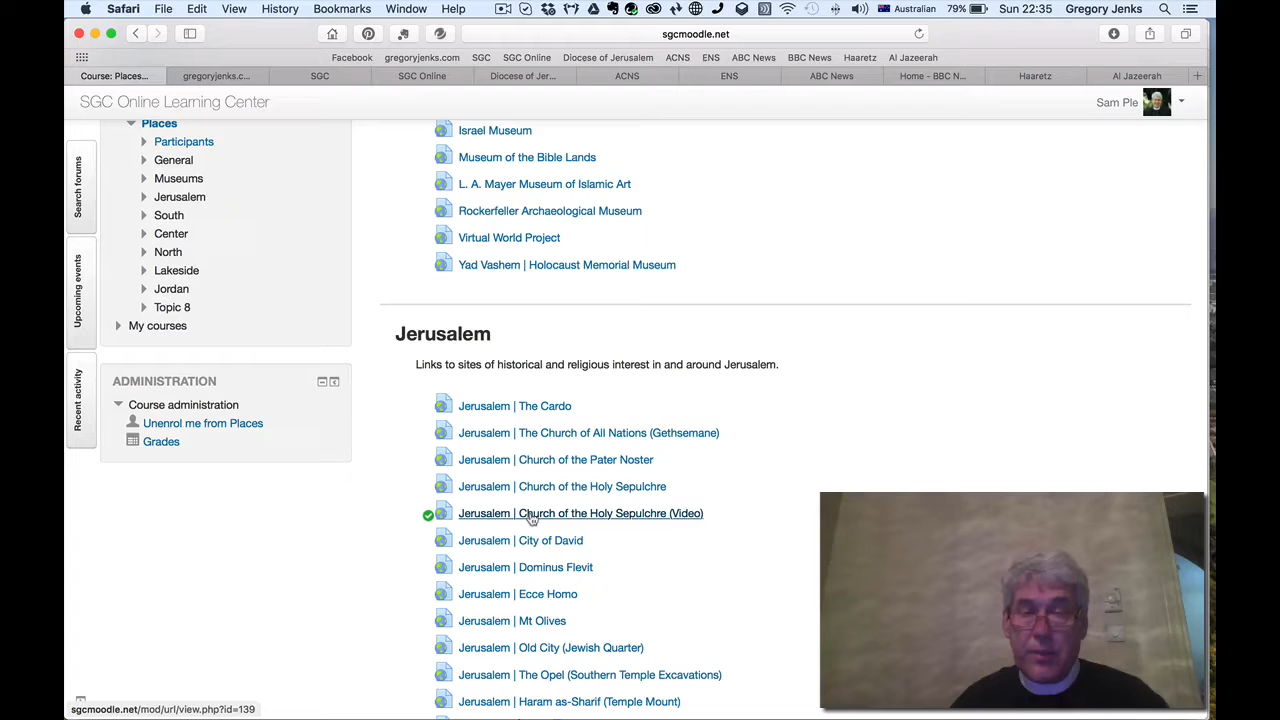 Safari File Edit View History Bookmarks Window Help Australian 79% Sun 22:35 Gregory Jenks
sgcmoodle.net
Facebook gregoryjenks.com SGC SGC Online Diocese of Jerusalem ACNS ENS ABC News BBC News Haaretz Al Jazeerah
Course: Places... gregoryjenks.c... SGC SGC Online Diocese of Jer... ACNS ENS ABC News Home - BBC N... Haaretz Al Jazeerah
SGC Online Learning Center
Sam Ple
Search forums
Upcoming events
Recent activity
Places
Participants
General
Museums
Jerusalem
South
Center
North
Lakeside
Jordan
Topic 8
My courses
ADMINISTRATION
Course administration
Unenrol me from Places
Grades
Israel Museum
Museum of the Bible Lands
L. A. Mayer Museum of Islamic Art
Rockerfeller Archaeological Museum
Virtual World Project
Yad Vashem | Holocaust Memorial Museum
Jerusalem
Links to sites of historical and religious interest in and around Jerusalem.
Jerusalem | The Cardo
Jerusalem | The Church of All Nations (Gethsemane)
Jerusalem | Church of the Pater Noster
Jerusalem | Church of the Holy Sepulchre
Jerusalem | Church of the Holy Sepulchre (Video)
Jerusalem | City of David
Jerusalem | Dominus Flevit
Jerusalem | Ecce Homo
Jerusalem | Mt Olives
Jerusalem | Old City (Jewish Quarter)
Jerusalem | The Opel (Southern Temple Excavations)
Jerusalem | Haram as-Sharif (Temple Mount)
sgcmoodle.net/mod/url/view.php?id=139